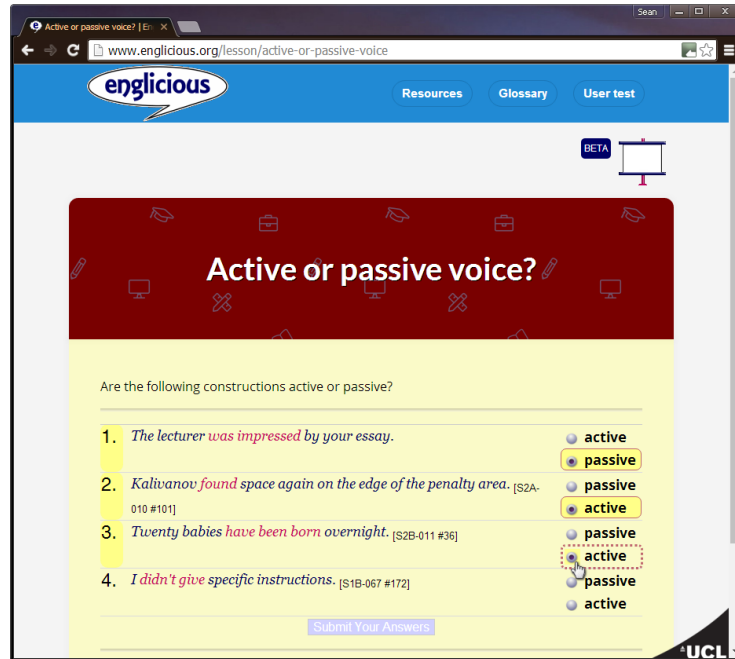 Sean
Active or passive voice? | En
www.englicious.org/lesson/active-or-passive-voice
englicious
Resources
Glossary
User test
BETA
Active or passive voice?
Are the following constructions active or passive?
1. The lecturer was impressed by your essay.
active
passive
2. Kalivanov found space again on the edge of the penalty area. [S2A-
010 #101]
passive
active
3. Twenty babies have been born overnight. [S2B-011 #36]
passive
active
4. I didn't give specific instructions. [S1B-067 #172]
passive
active
Submit Your Answers
UCL